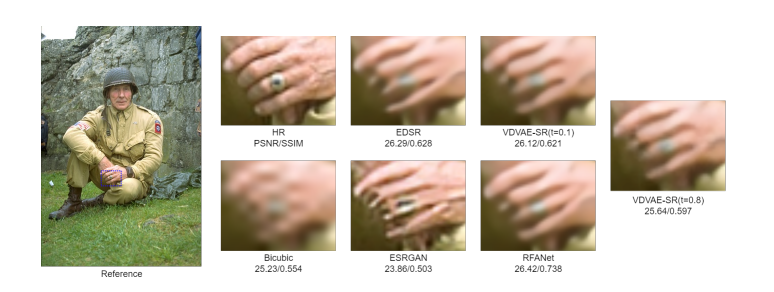 HR
PSNR/SSIM
EDSR
26.29/0.628
VDVAE-SR(t=0.1)
26.12/0.621
VDVAE-SR(t=0.8)
25.64/0.597
Reference
Bicubic
25.23/0.554
ESRGAN
23.86/0.503
RFANet
26.42/0.738